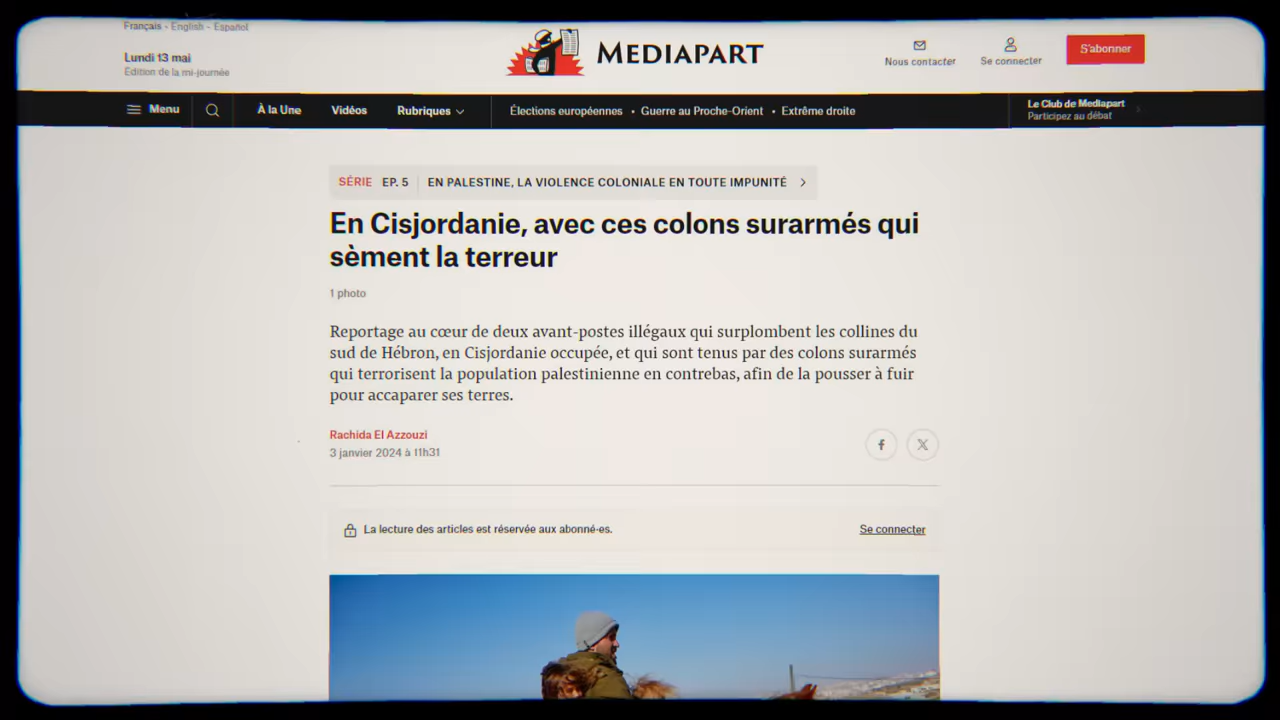 Français - English - Español
Lundi 13 mai
Édition de la mi-journée
MEDIAPART
Nous contacter
Se connecter
S'abonner
Menu
À la Une
Vidéos
Rubriques
Élections européennes • Guerre au Proche-Orient • Extrême droite
Le Club de Mediapart
Participez au débat
SÉRIE EP. 5 EN PALESTINE, LA VIOLENCE COLONIALE EN TOUTE IMPUNITÉ
En Cisjordanie, avec ces colons surarmés qui
sèment la terreur
1 photo
Reportage au cœur de deux avant-postes illégaux qui surplombent les collines du
sud de Hébron, en Cisjordanie occupée, et qui sont tenus par des colons surarmés
qui terrorisent la population palestinienne en contrebas, afin de la pousser à fuir
pour accaparer ses terres.
Rachida El Azzouzi
3 janvier 2024 à 11h31
La lecture des articles est réservée aux abonné·es.
Se connecter